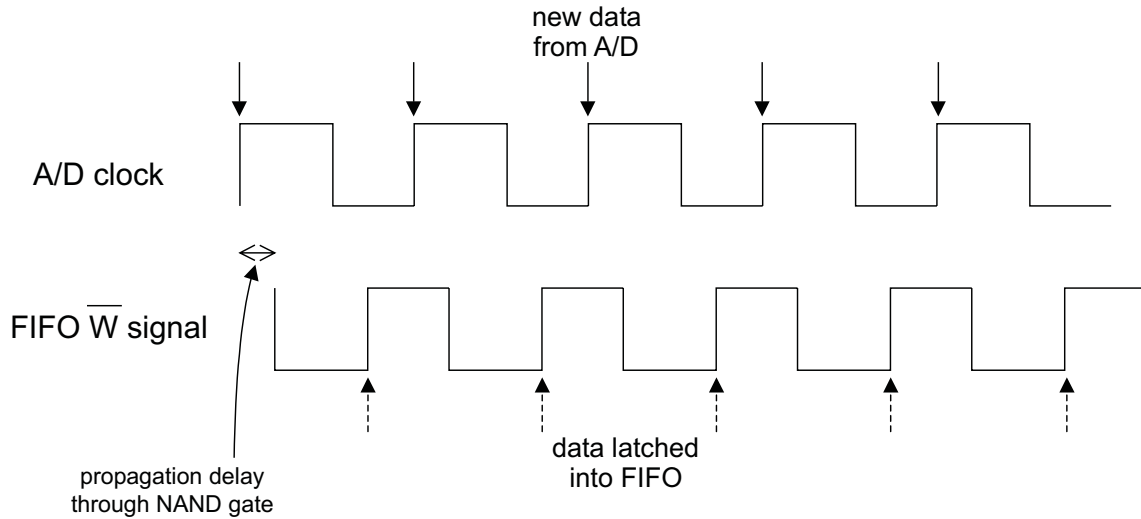 new data
from A/D
A/D clock
FIFO W̅ signal
data latched
into FIFO
propagation delay
through NAND gate